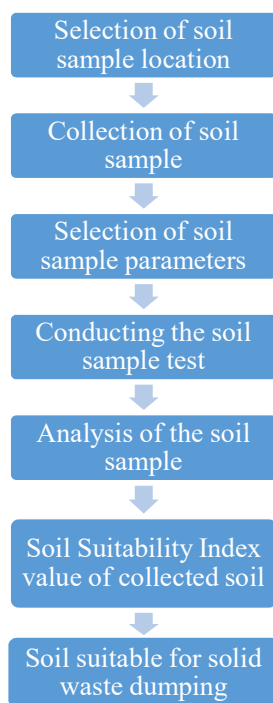 Selection of soil
sample location
Collection of soil
sample
Selection of soil
sample parameters
Conducting the soil
sample test
Analysis of the soil
sample
Soil Suitability Index
value of collected soil
Soil suitable for solid
waste dumping